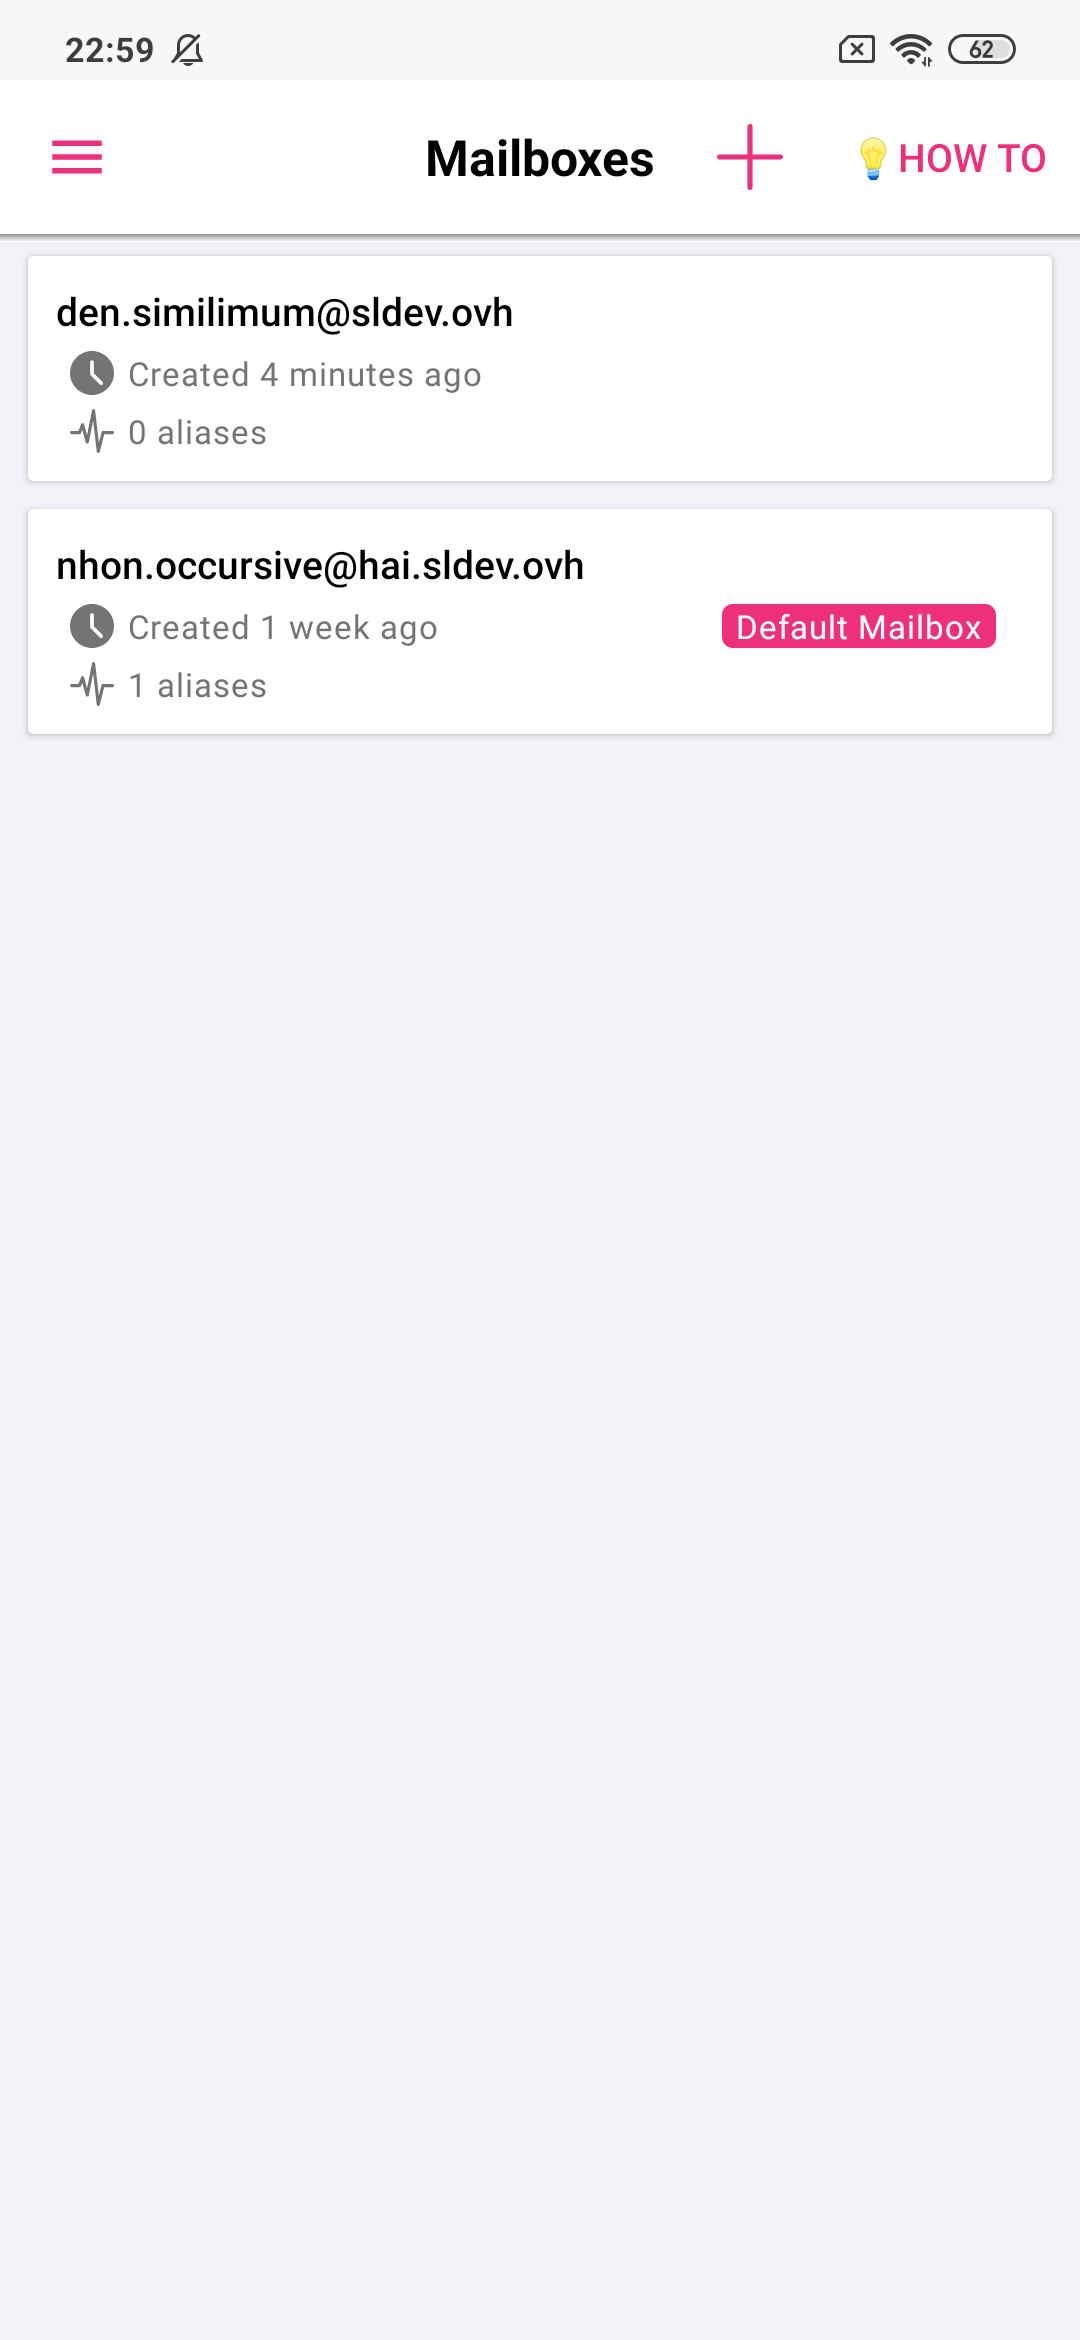 22:59
62
Mailboxes
HOW TO
den.similimum@sldev.ovh
Created 4 minutes ago
0 aliases
nhon.occursive@hai.sldev.ovh
Created 1 week ago
Default Mailbox
1 aliases